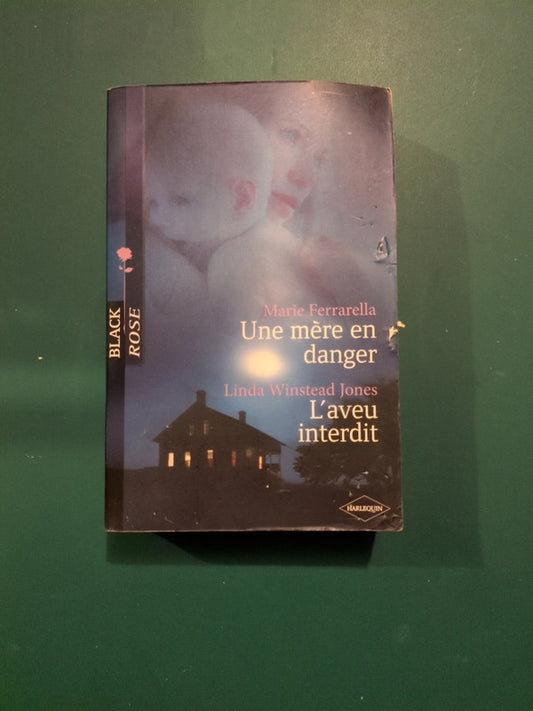 BLACK
ROSE
Marie Ferrarella
Une mère en
danger
Linda Winstead Jones
L'aveu
interdit
HARLEQUIN